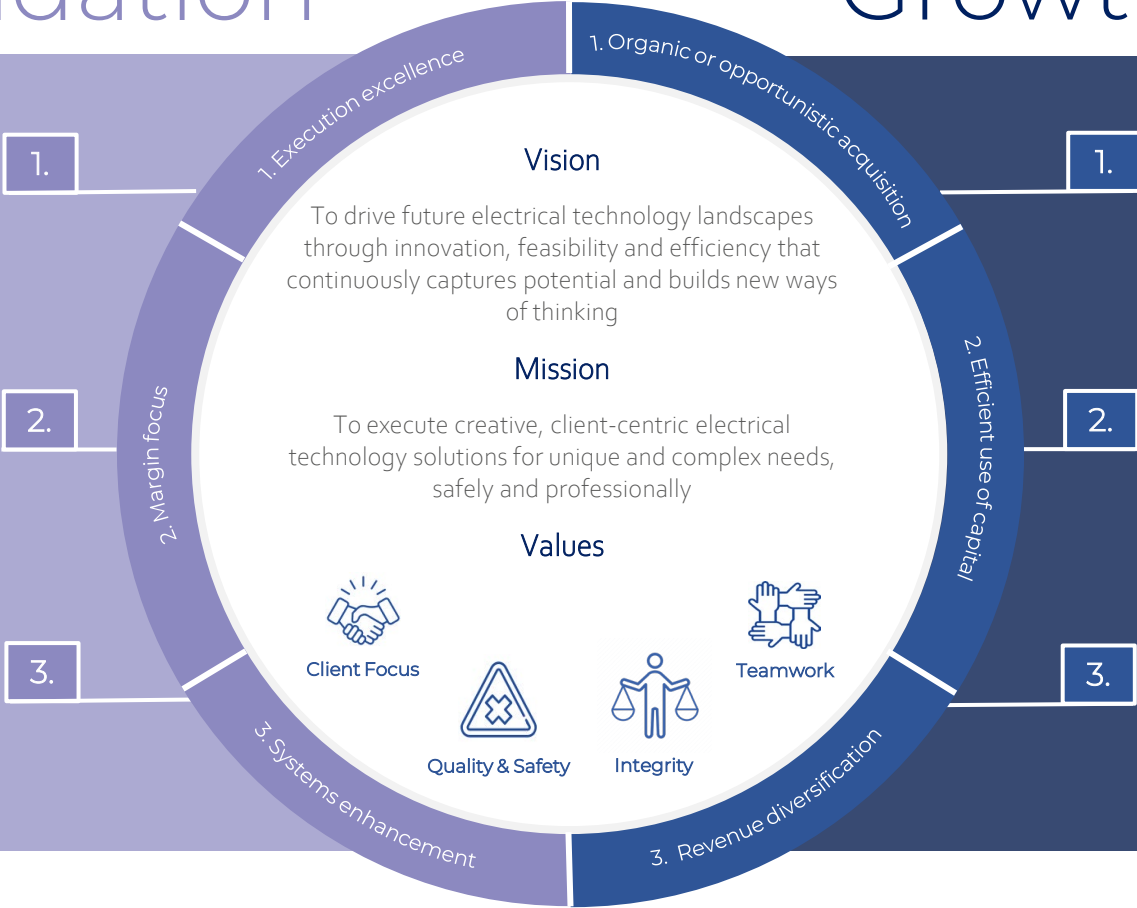 1. Execution excellence
1. Organic or opportunistic acquisition
1.
1.
Vision
To drive future electrical technology landscapes
through innovation, feasibility and efficiency that
continuously captures potential and builds new ways
of thinking
Mission
2. Margin focus
2. Efficient use of capital
2.
2.
To execute creative, client-centric electrical
technology solutions for unique and complex needs,
safely and professionally
Values
3.
3.
Client Focus
Teamwork
Quality & Safety
Integrity
3. Systems enhancement
3. Revenue diversification